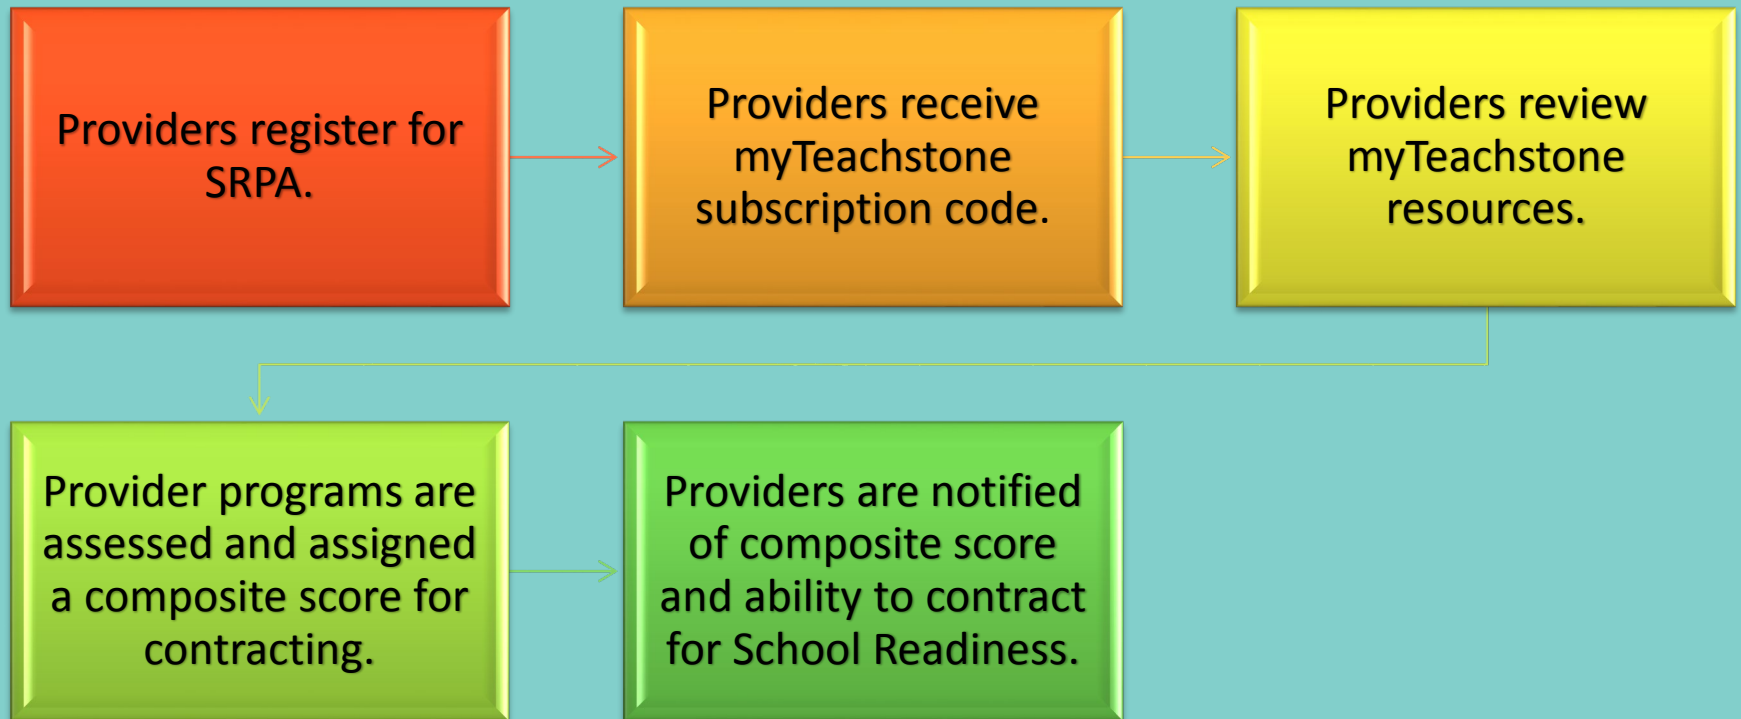 Providers register for
SRPA.
Providers receive
myTeachstone
subscription code.
Providers review
myTeachstone
resources.
Provider programs are
assessed and assigned
a composite score for
contracting.
Providers are notified
of composite score
and ability to contract
for School Readiness.